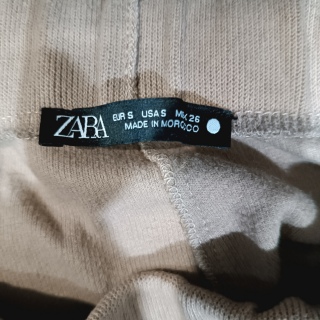 ZARA
EUR S USA S MEX 26
MADE IN MOROCCO